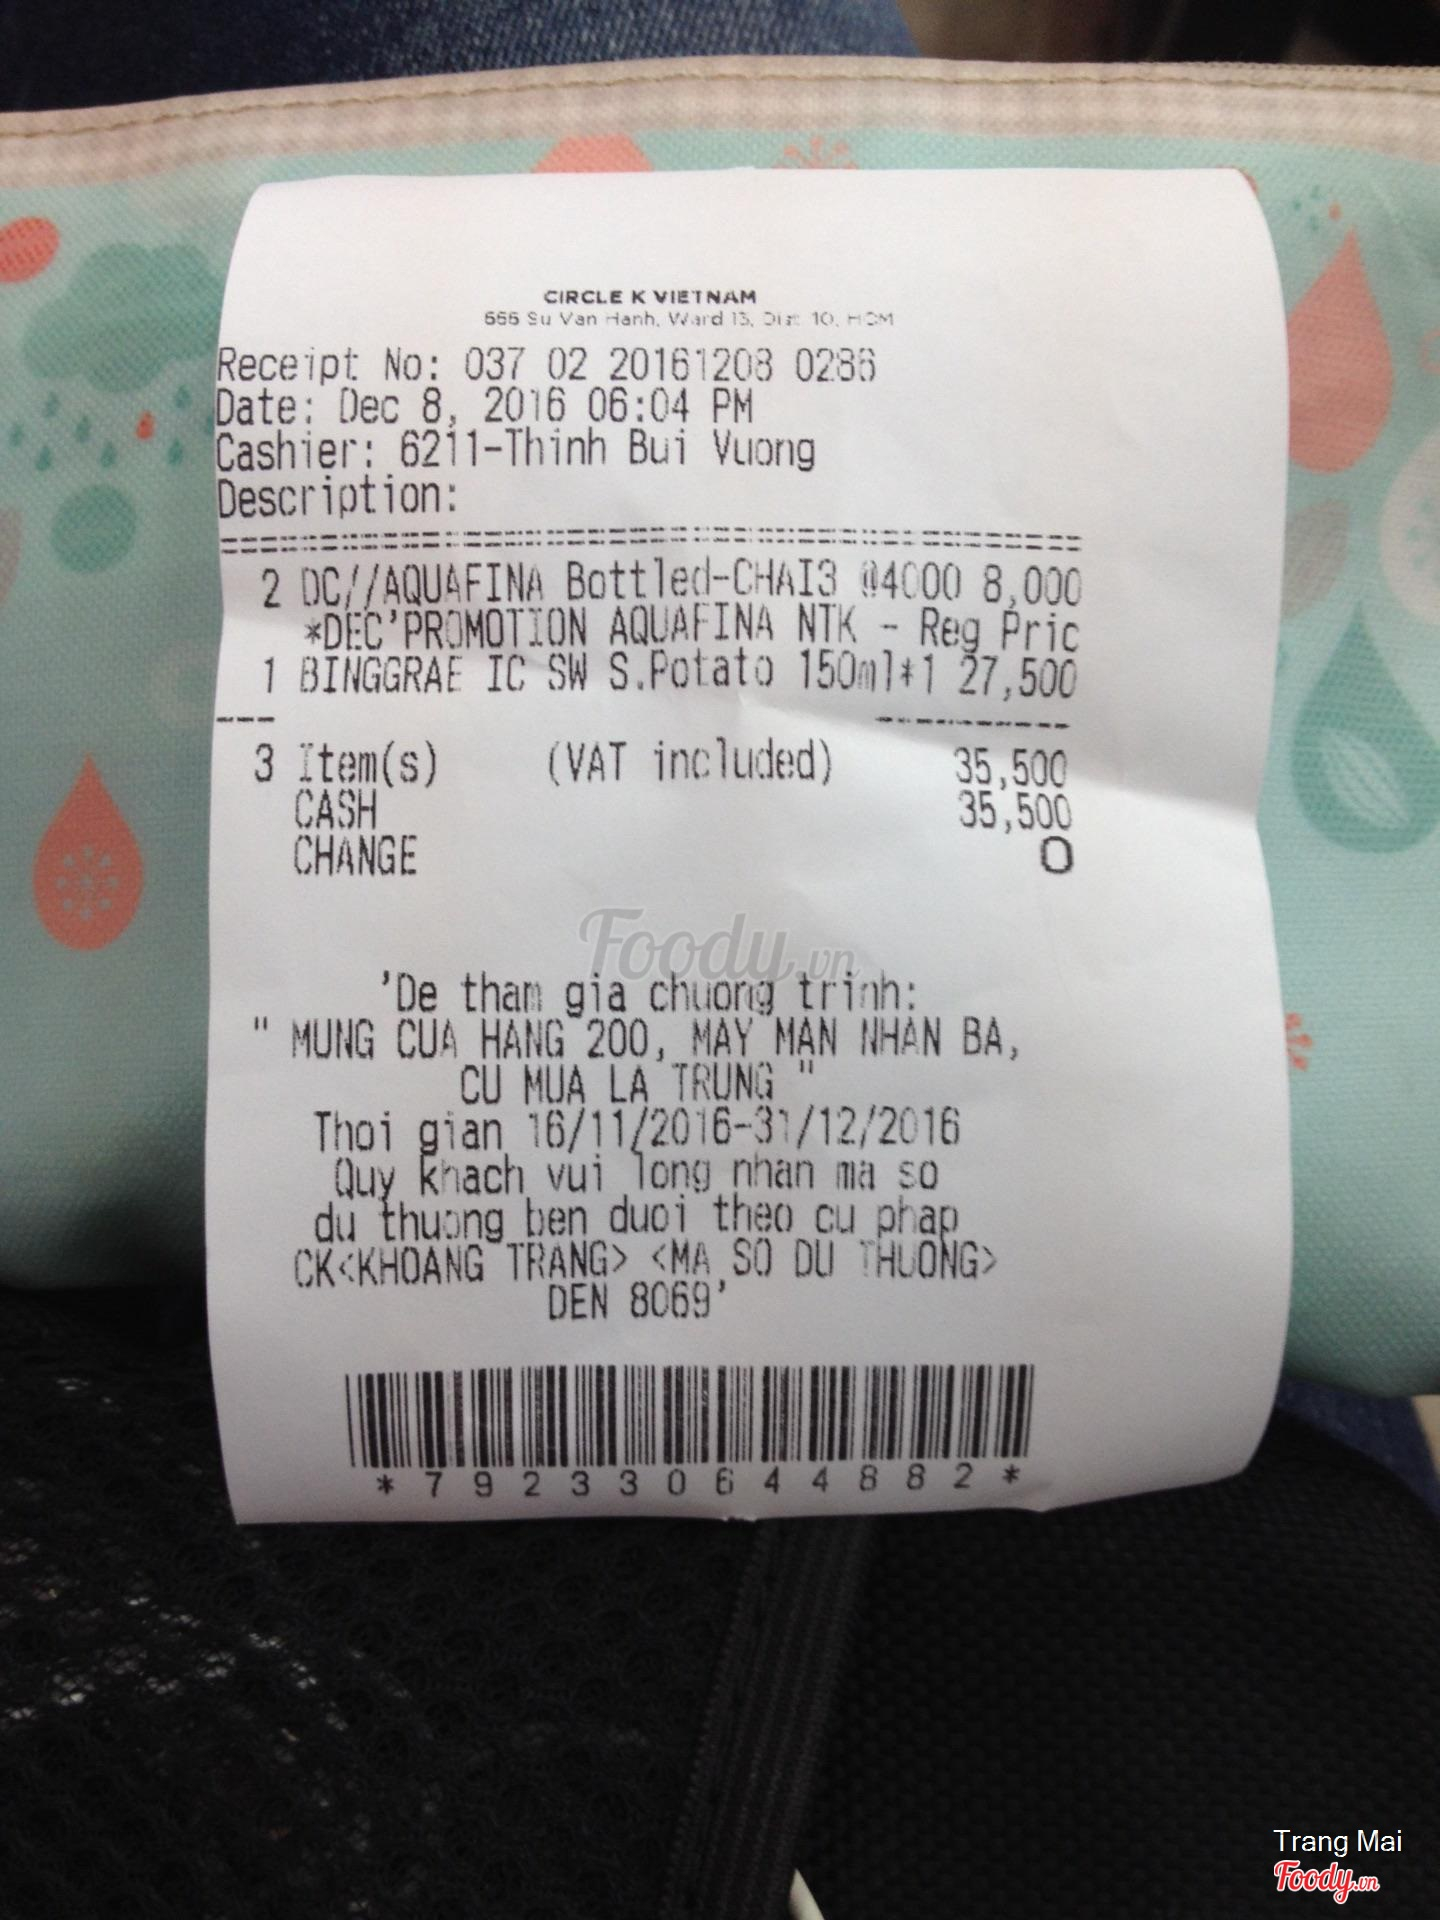 CIRCLE K VIETNAM
666 Su Van Hanh, Ward 13, Dist 10, HCM
Receipt No: 037 02 20161208 0286
Date: Dec 8, 2016 06:04 PM
Cashier: 6211-Thinh Bui Vuong
Description:
2 DC//AQUAFINA Bottled-CHAI3 @4000 8,000
*DEC'PROMOTION AQUAFINA NTK - Reg Pric
1 BINGGRAE IC SW S.Potato 150ml*1 27,500
3 Item(s) (VAT included) 35,500
CASH 35,500
CHANGE 0
Foody.vn
'De tham gia chuong trinh:
" MUNG CUA HANG 200, MAY MAN NHAN BA,
CU MUA LA TRUNG "
Thoi gian 16/11/2016-31/12/2016
Quy khach vui long nhan ma so
du thuong ben duoi theo cu phap
CK<KHOANG TRANG> <MA SO DU THUONG>
DEN 8069'
*792330644882*
Trang Mai
Foody.vn